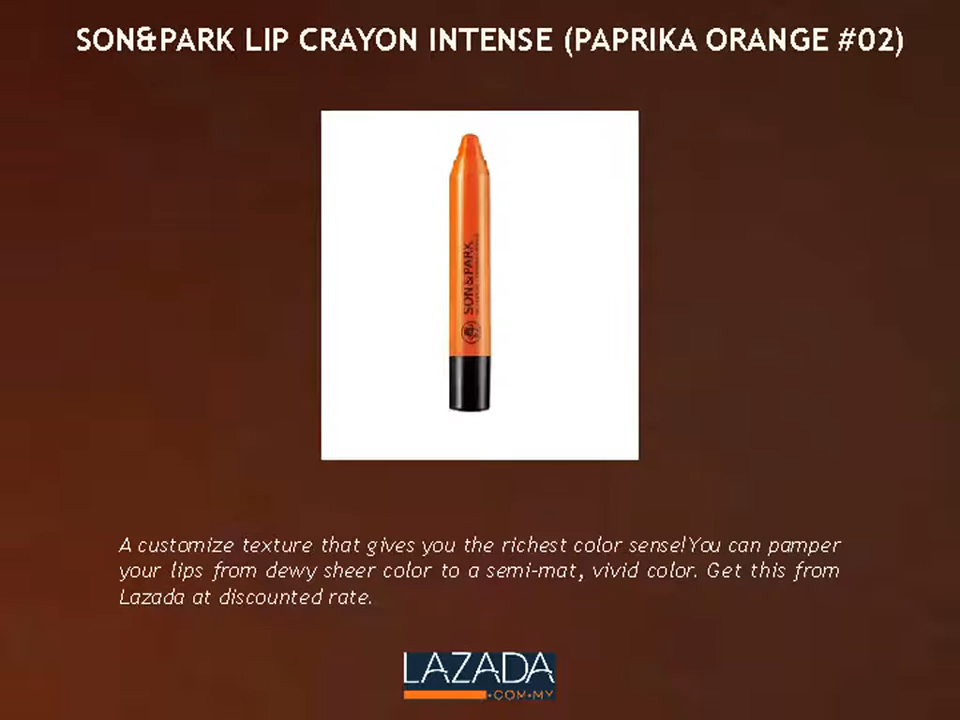 SON&PARK LIP CRAYON INTENSE (PAPRIKA ORANGE #02)
SON&PARK
A customize texture that gives you the richest color sense!You can pamper
your lips from dewy sheer color to a semi-mat, vivid color. Get this from
Lazada at discounted rate.
LAZADA
•COM•MY